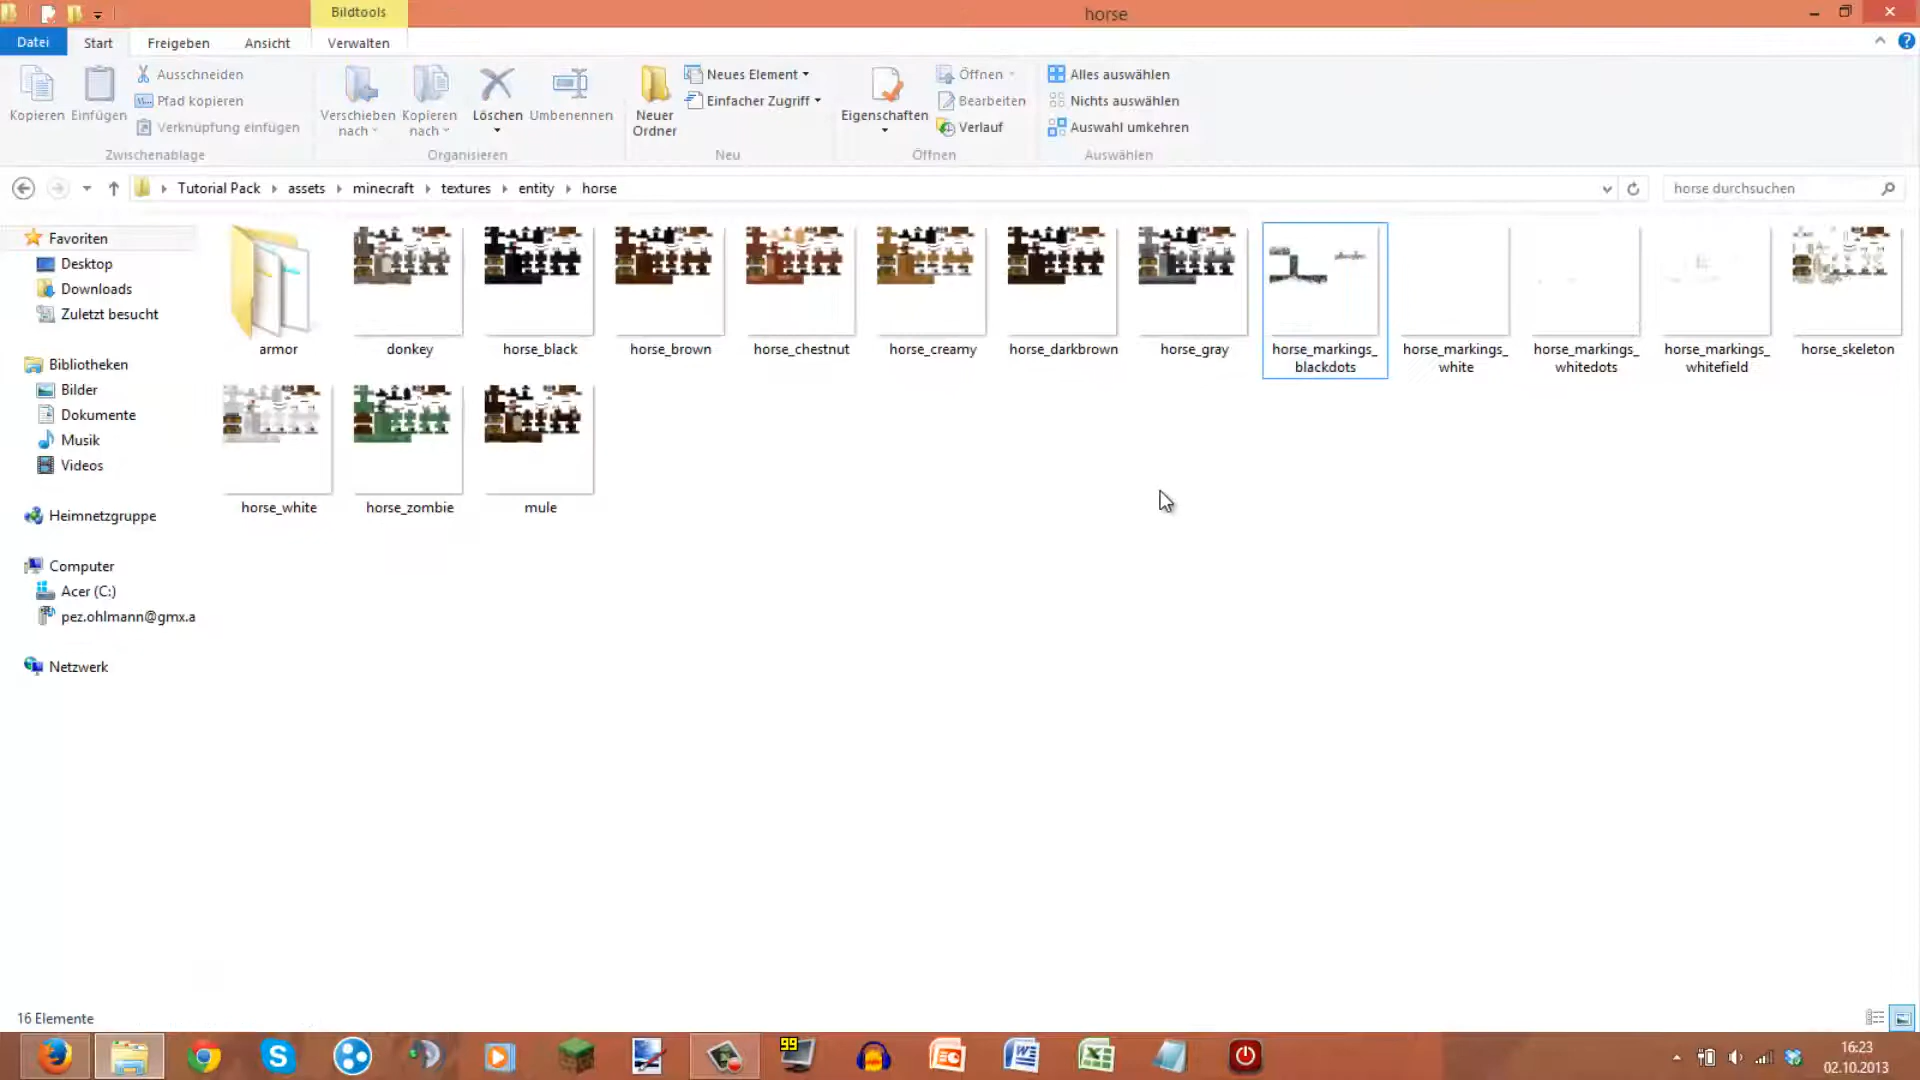 Bildtools
horse
Datei Start Freigeben Ansicht Verwalten
Kopieren
Einfügen
Ausschneiden
Pfad kopieren
Verknüpfung einfügen
Zwischenablage
Verschieben
nach
Kopieren
nach
Löschen
Umbenennen
Organisieren
Neuer
Ordner
Neues Element
Einfacher Zugriff
Neu
Eigenschaften
Öffnen
Bearbeiten
Verlauf
Öffnen
Alles auswählen
Nichts auswählen
Auswahl umkehren
Auswählen
Tutorial Pack assets minecraft textures entity horse
horse durchsuchen
Favoriten
Desktop
Downloads
Zuletzt besucht
Bibliotheken
Bilder
Dokumente
Musik
Videos
Heimnetzgruppe
Computer
Acer (C:)
pez.ohlmann@gmx.a
Netzwerk
armor
donkey
horse_black
horse_brown
horse_chestnut
horse_creamy
horse_darkbrown
horse_gray
horse_markings_
blackdots
horse_markings_
white
horse_markings_
whitedots
horse_markings_
whitefield
horse_skeleton
horse_white
horse_zombie
mule
16 Elemente
99
16:23
02.10.2013